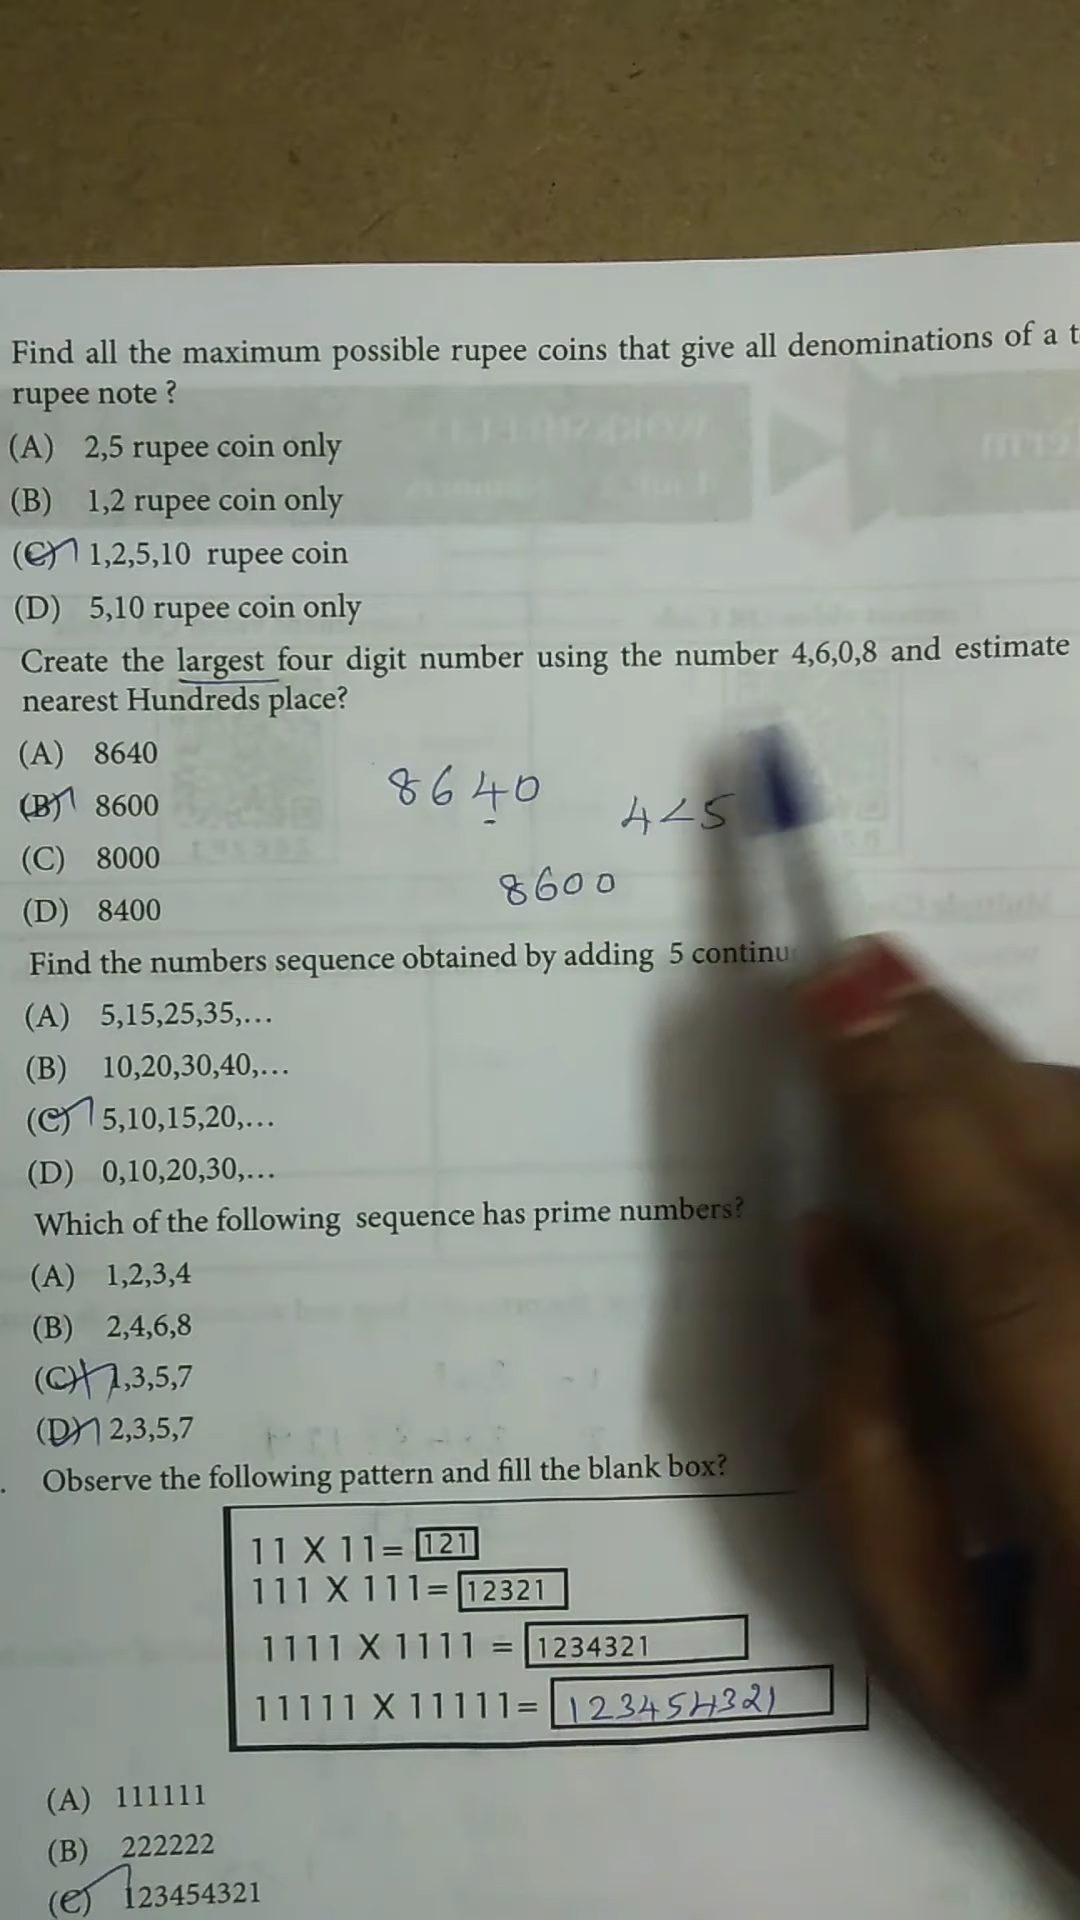 Find all the maximum possible rupee coins that give all denominations of a t
rupee note ?
(A) 2,5 rupee coin only
(B) 1,2 rupee coin only
(C) 1,2,5,10 rupee coin
(D) 5,10 rupee coin only
Create the largest four digit number using the number 4,6,0,8 and estimate
nearest Hundreds place?
(A) 8640
(B) 8600
8640
4<5
(C) 8000
8600
(D) 8400
Find the numbers sequence obtained by adding 5 continu
(A) 5,15,25,35,...
(B) 10,20,30,40,...
(C) 5,10,15,20,...
(D) 0,10,20,30,...
Which of the following sequence has prime numbers?
(A) 1,2,3,4
(B) 2,4,6,8
(C) 1,3,5,7
(D) 2,3,5,7
. Observe the following pattern and fill the blank box?
11 X 11= 121
111 X 111= 12321
1111 X 1111 = 1234321
11111 X 11111= 123454321
(A) 111111
(B) 222222
(C) 123454321